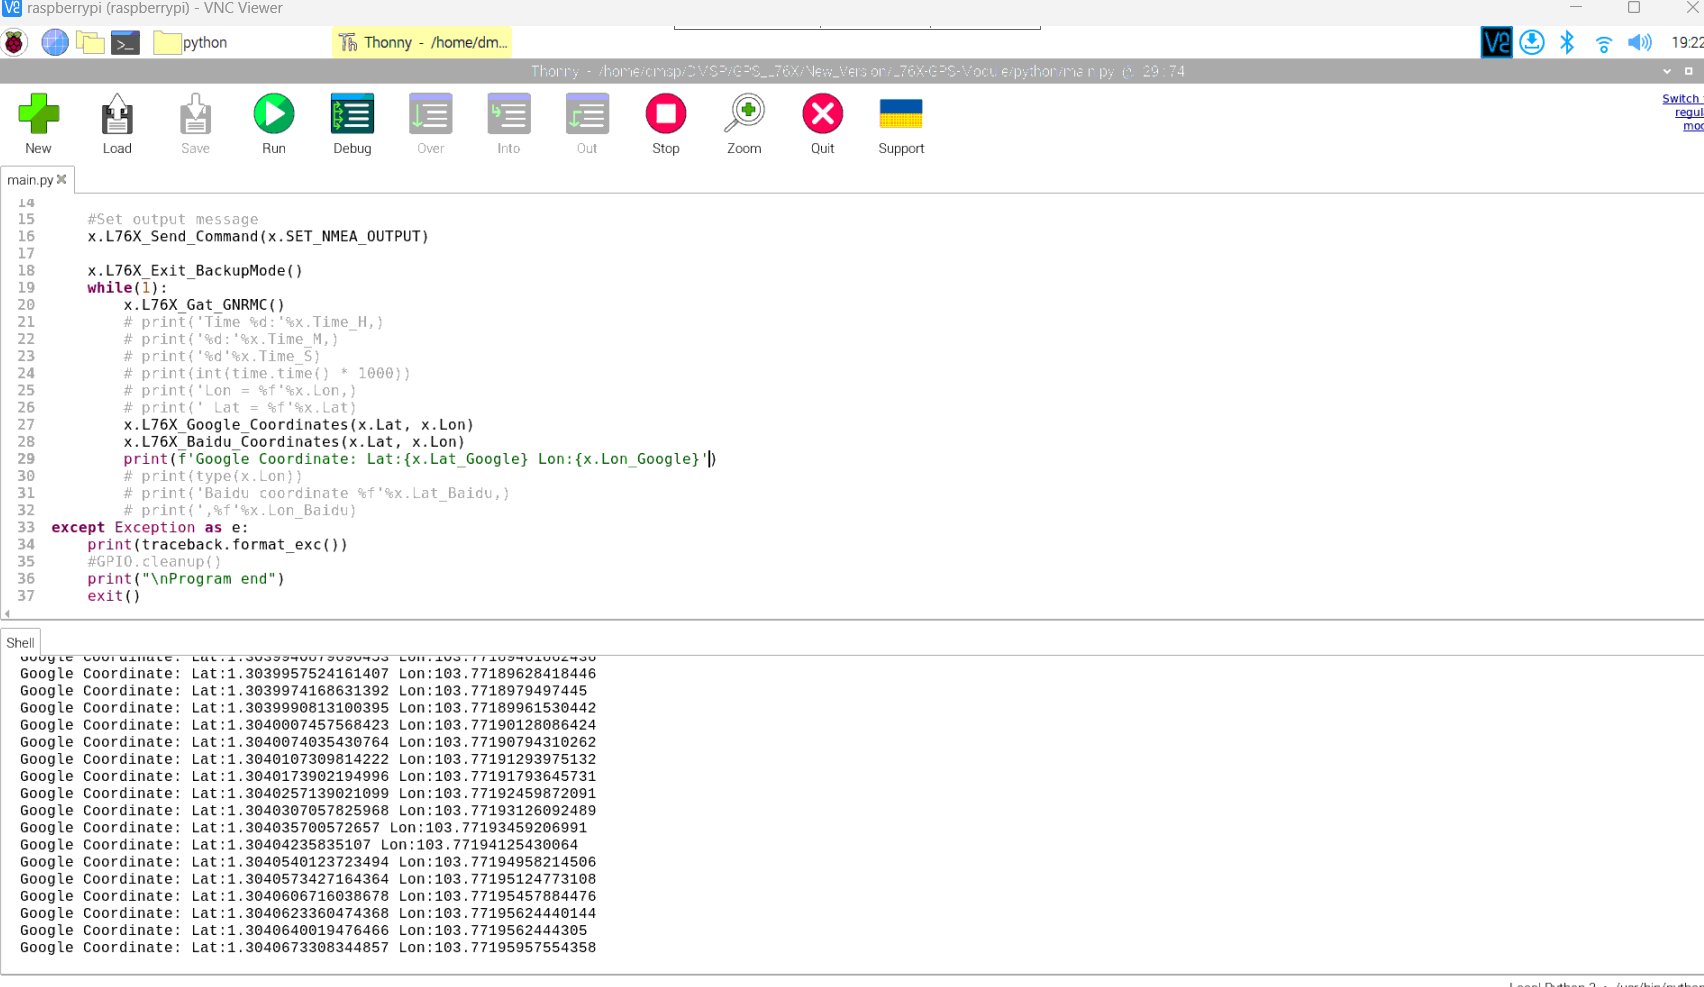 raspberrypi (raspberrypi) - VNC Viewer
python
Thonny - /home/dm...
19:22
Thonny - /home/dmsp/DMSP/GPS_L76X/New_Version/L76X-GPS-Module/python/main.py @ 29:74
New Load Save Run Debug Over Into Out Stop Zoom Quit Support
Switch
regul
mod
main.py
14
15 #Set output message
16 x.L76X_Send_Command(x.SET_NMEA_OUTPUT)
17
18 x.L76X_Exit_BackupMode()
19 while(1):
20 x.L76X_Gat_GNRMC()
21 # print('Time %d:'%x.Time_H,)
22 # print('%d:'%x.Time_M,)
23 # print('%d'%x.Time_S)
24 # print(int(time.time() * 1000))
25 # print('Lon = %f'%x.Lon,)
26 # print(' Lat = %f'%x.Lat)
27 x.L76X_Google_Coordinates(x.Lat, x.Lon)
28 x.L76X_Baidu_Coordinates(x.Lat, x.Lon)
29 print(f'Google Coordinate: Lat:{x.Lat_Google} Lon:{x.Lon_Google}')
30 # print(type(x.Lon))
31 # print('Baidu coordinate %f'%x.Lat_Baidu,)
32 # print(',%f'%x.Lon_Baidu)
33 except Exception as e:
34 print(traceback.format_exc())
35 #GPIO.cleanup()
36 print("\nProgram end")
37 exit()
Shell
Google Coordinate: Lat:1.3039940879690453 Lon:103.77189461862436
Google Coordinate: Lat:1.3039957524161407 Lon:103.77189628418446
Google Coordinate: Lat:1.3039974168631392 Lon:103.7718979497445
Google Coordinate: Lat:1.3039990813100395 Lon:103.77189961530442
Google Coordinate: Lat:1.3040007457568423 Lon:103.77190128086424
Google Coordinate: Lat:1.3040074035430764 Lon:103.77190794310262
Google Coordinate: Lat:1.3040107309814222 Lon:103.77191293975132
Google Coordinate: Lat:1.3040173902194996 Lon:103.77191793645731
Google Coordinate: Lat:1.3040257139021099 Lon:103.77192459872091
Google Coordinate: Lat:1.3040307057825968 Lon:103.77193126092489
Google Coordinate: Lat:1.304035700572657 Lon:103.77193459206991
Google Coordinate: Lat:1.30404235835107 Lon:103.77194125430064
Google Coordinate: Lat:1.3040540123723494 Lon:103.77194958214506
Google Coordinate: Lat:1.3040573427164364 Lon:103.77195124773108
Google Coordinate: Lat:1.3040606716038678 Lon:103.77195457884476
Google Coordinate: Lat:1.3040623360474368 Lon:103.77195624440144
Google Coordinate: Lat:1.3040640019476466 Lon:103.7719562444305
Google Coordinate: Lat:1.3040673308344857 Lon:103.77195957554358